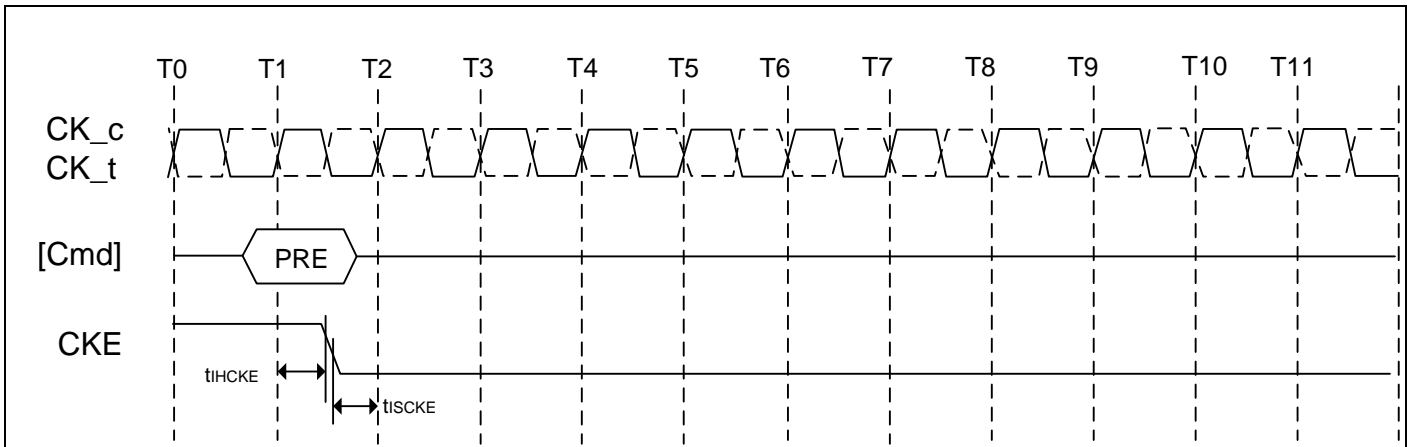 T0 T1 T2 T3 T4 T5 T6 T7 T8 T9 T10 T11
CK_c
CK_t
[Cmd] PRE
CKE
tIHCKE
tISCKE